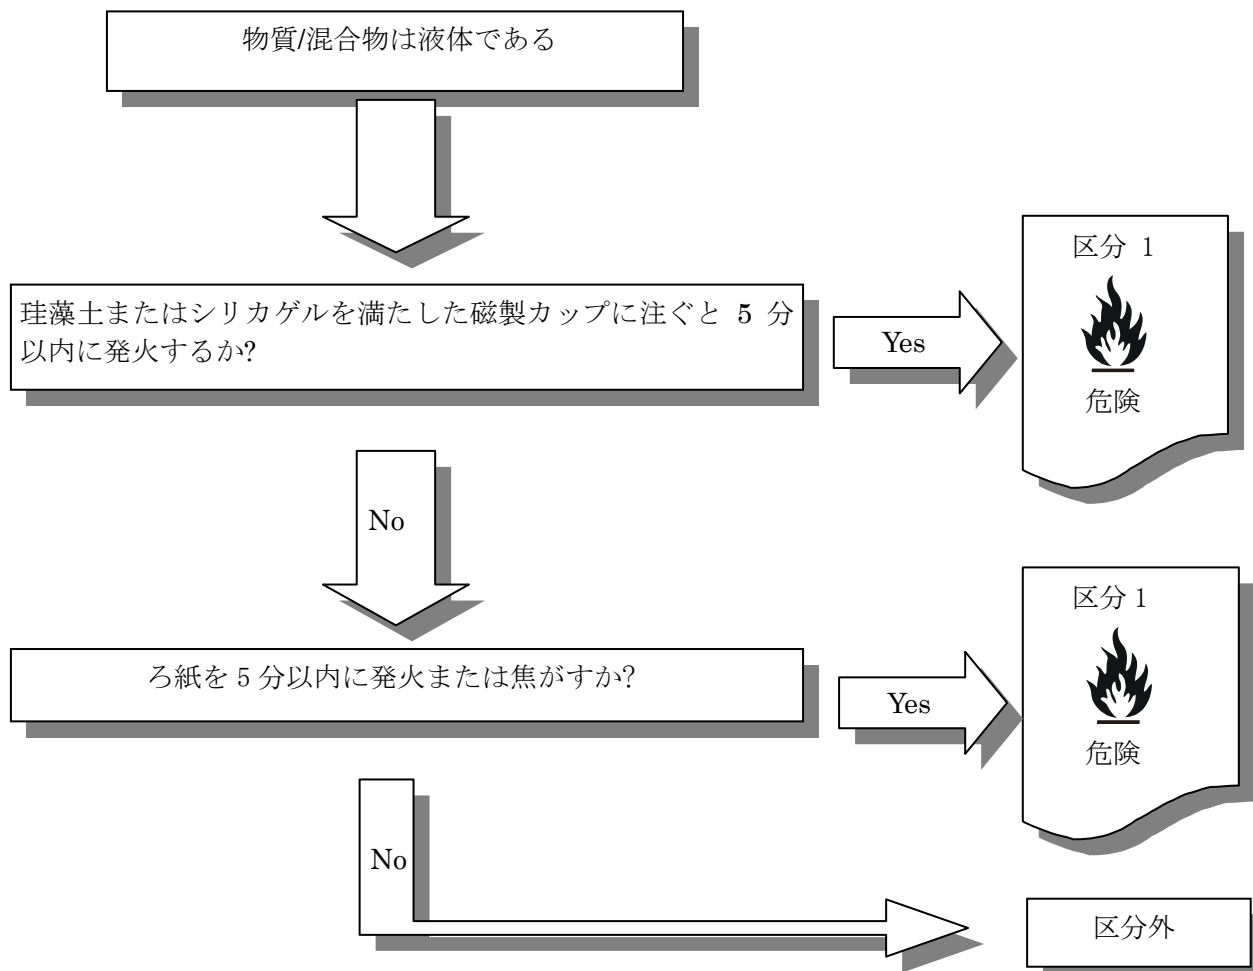 物質/混合物は液体である
珪藻土またはシリカゲルを満たした磁製カップに注ぐと 5 分
以内に発火するか?
Yes
区分 1
危険
No
ろ紙を 5 分以内に発火または焦がすか?
Yes
区分 1
危険
No
区分外